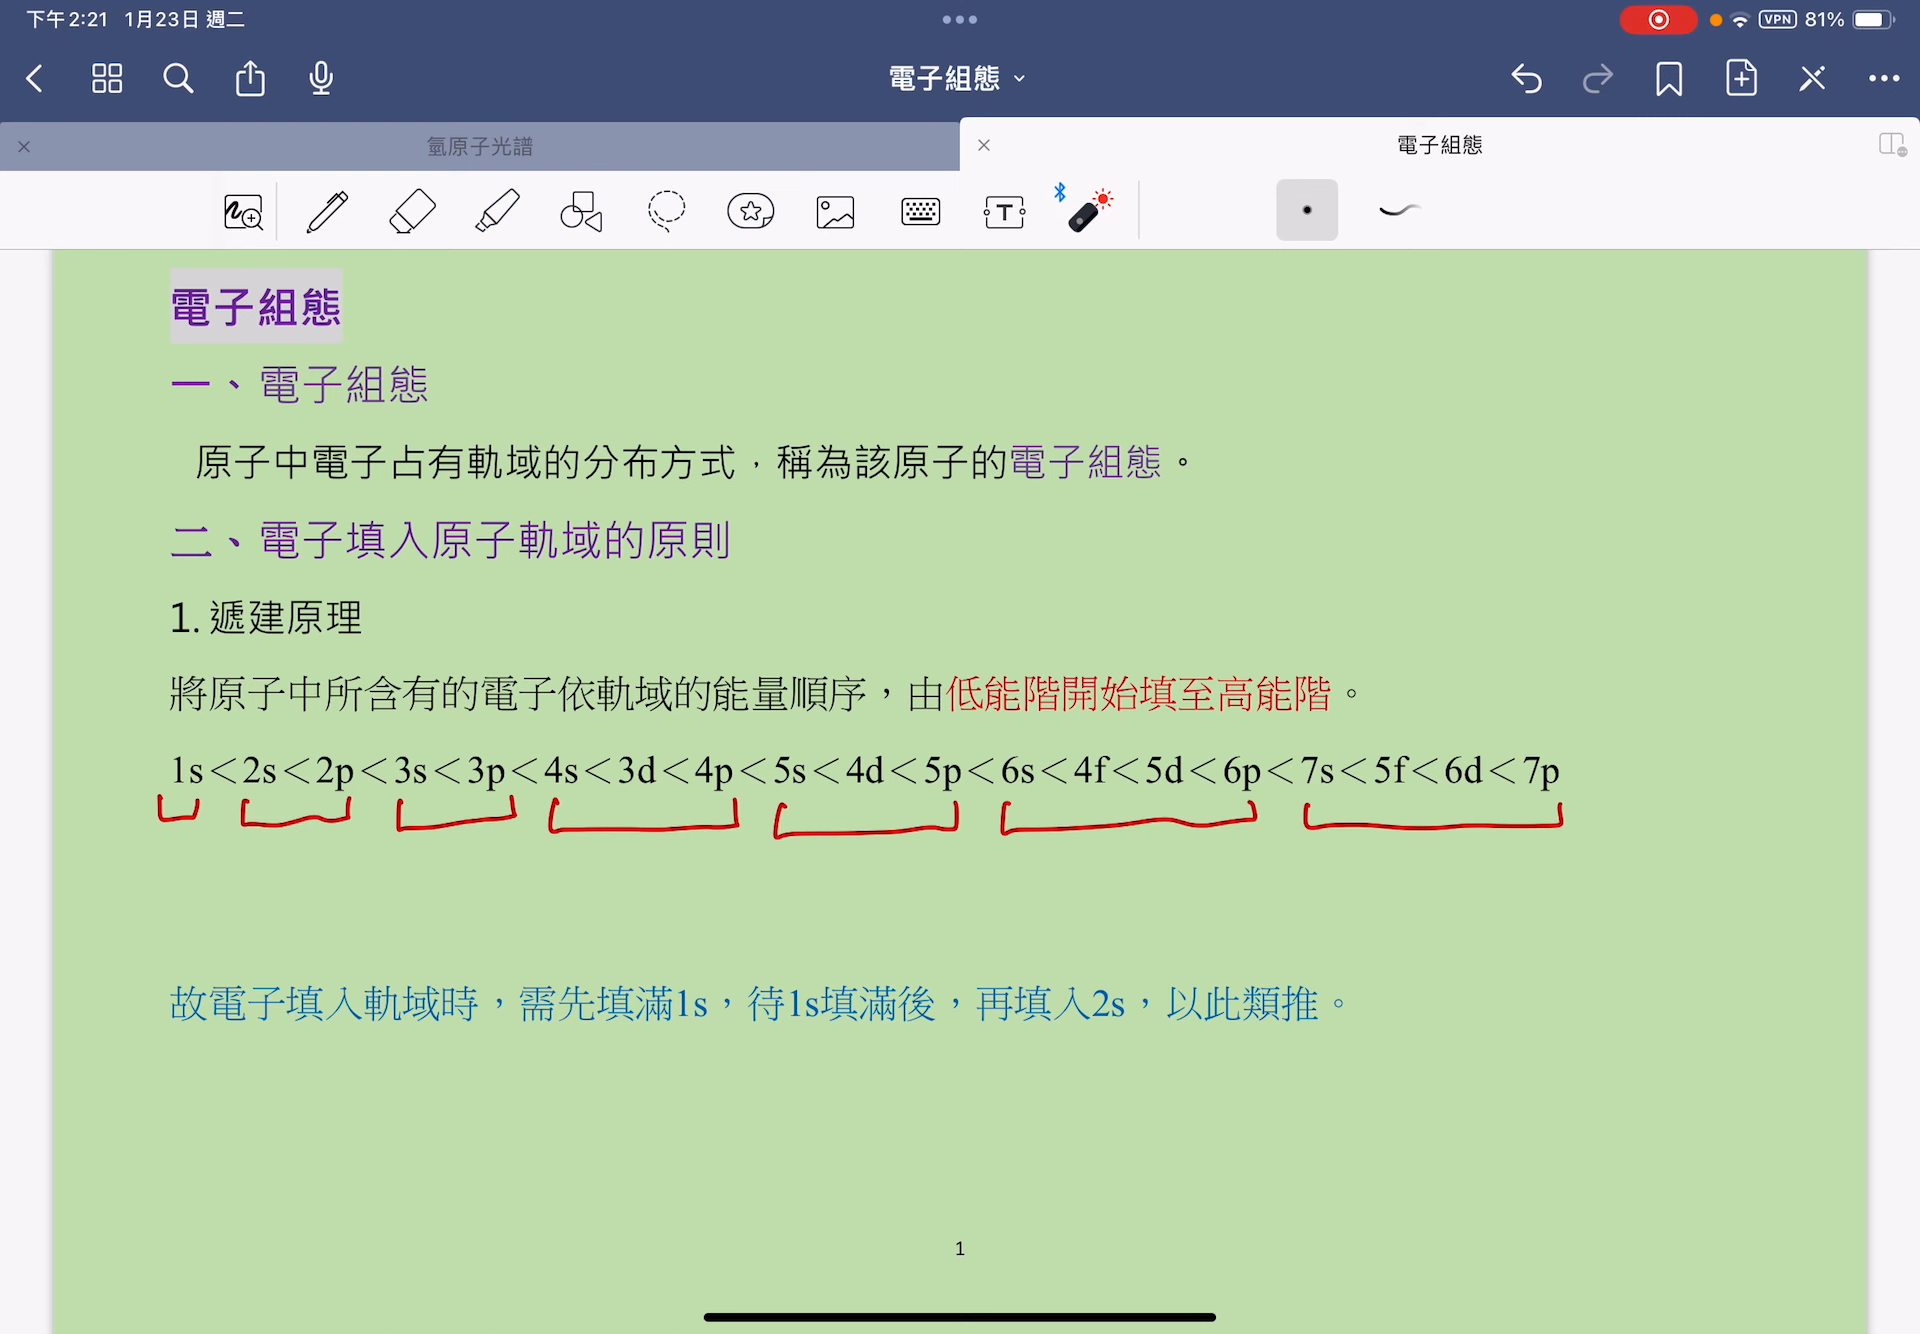 下午2:21 1月23日 週二
VPN 81%
電子組態
氫原子光譜
電子組態
電子組態
一、電子組態
原子中電子占有軌域的分布方式，稱為該原子的電子組態。
二、電子填入原子軌域的原則
1. 遞建原理
將原子中所含有的電子依軌域的能量順序，由低能階開始填至高能階。
1s＜2s＜2p＜3s＜3p＜4s＜3d＜4p＜5s＜4d＜5p＜6s＜4f＜5d＜6p＜7s＜5f＜6d＜7p
故電子填入軌域時，需先填滿1s，待1s填滿後，再填入2s，以此類推。
1